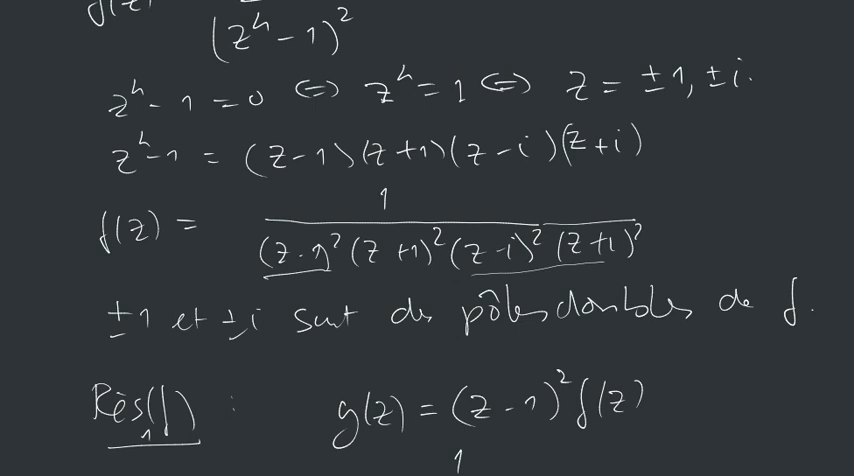 f(z)
(z⁴ - 1)²
z⁴ - 1 = 0 ⇔ z⁴ = 1 ⇔ z = ±1, ±i.
z⁴ - 1 = (z - 1)(z + 1)(z - i)(z + i)
f(z) = 1 / (z - 1)² (z + 1)² (z - i)² (z + i)²
±1 et ±i sont des pôles doubles de f.
Rés₁(f) : g(z) = (z - 1)² f(z)
1